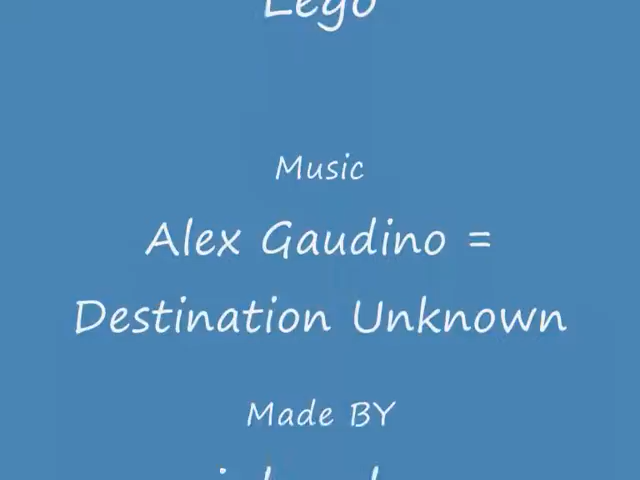 Lego
Music
Alex Gaudino =
Destination Unknown
Made BY